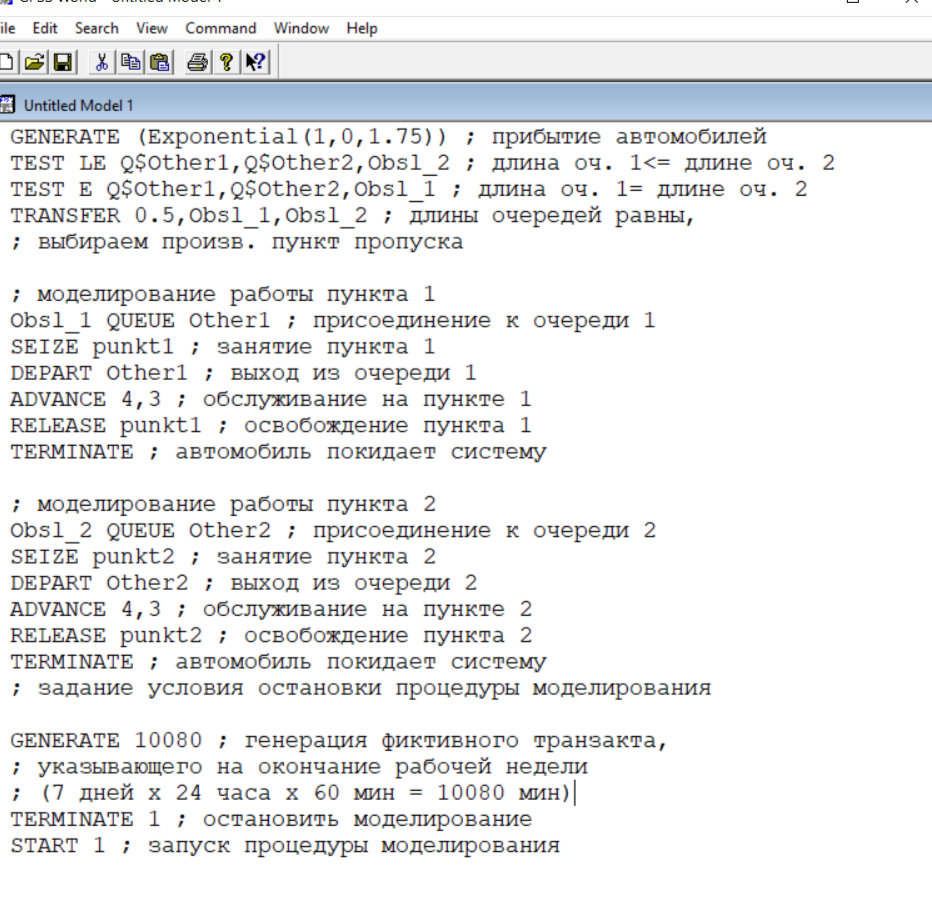 GPSS World - Untitled Model 1
ile Edit Search View Command Window Help
Untitled Model 1
GENERATE (Exponential(1,0,1.75)) ; прибытие автомобилей
TEST LE Q$Other1,Q$Other2,Obsl_2 ; длина оч. 1<= длине оч. 2
TEST E Q$Other1,Q$Other2,Obsl_1 ; длина оч. 1= длине оч. 2
TRANSFER 0.5,Obsl_1,Obsl_2 ; длины очередей равны,
; выбираем произв. пункт пропуска
; моделирование работы пункта 1
Obsl_1 QUEUE Other1 ; присоединение к очереди 1
SEIZE punkt1 ; занятие пункта 1
DEPART Other1 ; выход из очереди 1
ADVANCE 4,3 ; обслуживание на пункте 1
RELEASE punkt1 ; освобождение пункта 1
TERMINATE ; автомобиль покидает систему
; моделирование работы пункта 2
Obsl_2 QUEUE Other2 ; присоединение к очереди 2
SEIZE punkt2 ; занятие пункта 2
DEPART Other2 ; выход из очереди 2
ADVANCE 4,3 ; обслуживание на пункте 2
RELEASE punkt2 ; освобождение пункта 2
TERMINATE ; автомобиль покидает систему
; задание условия остановки процедуры моделирования
GENERATE 10080 ; генерация фиктивного транзакта,
; указывающего на окончание рабочей недели
; (7 дней x 24 часа x 60 мин = 10080 мин)
TERMINATE 1 ; остановить моделирование
START 1 ; запуск процедуры моделирования